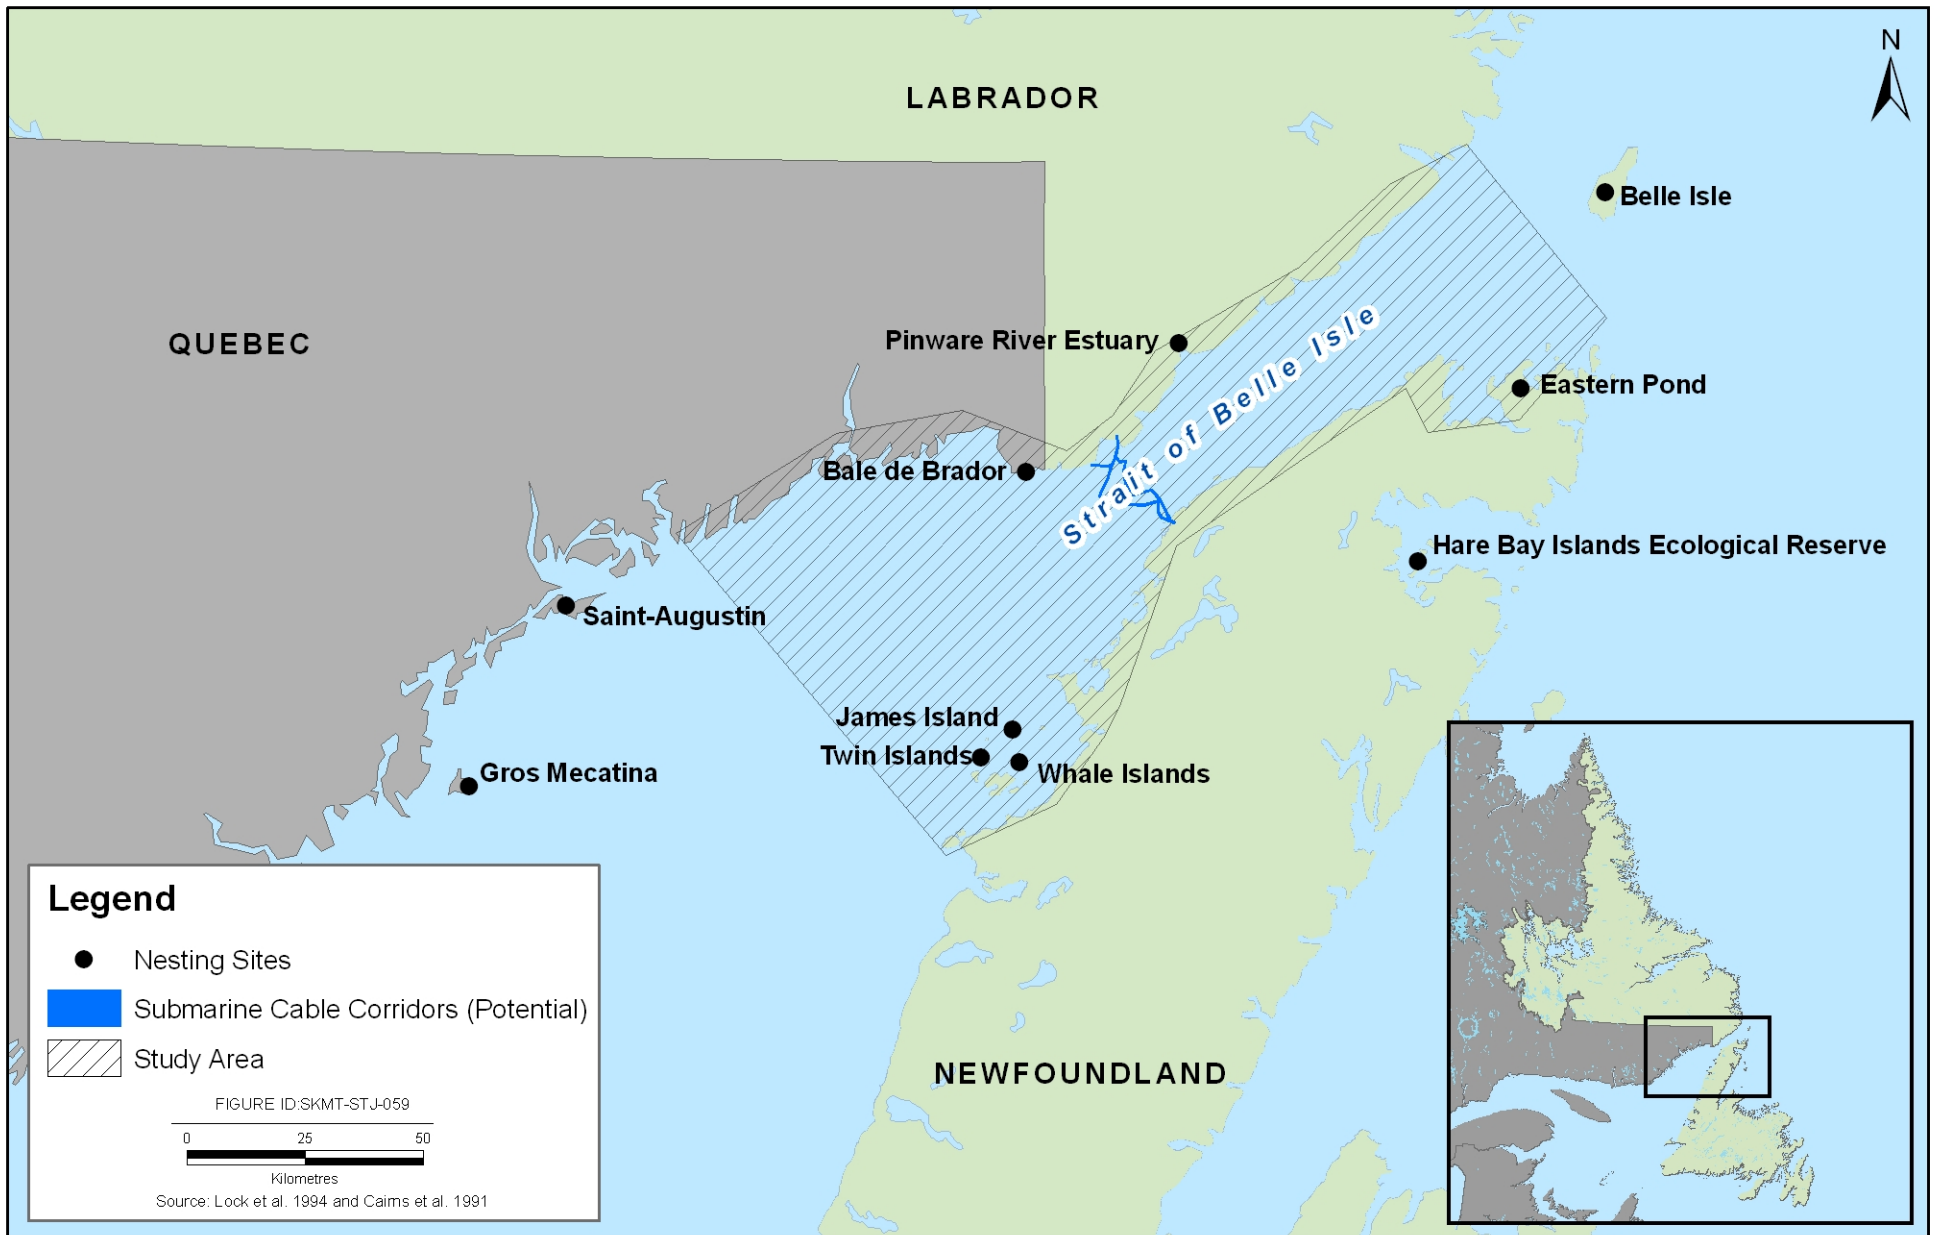 N
LABRADOR
Belle Isle
QUEBEC
Pinware River Estuary
Strait of Belle Isle
Eastern Pond
Bale de Brador
Hare Bay Islands Ecological Reserve
Saint-Augustin
James Island
Twin Islands
Whale Islands
Gros Mecatina
NEWFOUNDLAND
Legend
Nesting Sites
Submarine Cable Corridors (Potential)
Study Area
FIGURE ID:SKMT-STJ-059
0 25 50
Kilometres
Source: Lock et al. 1994 and Cairns et al. 1991